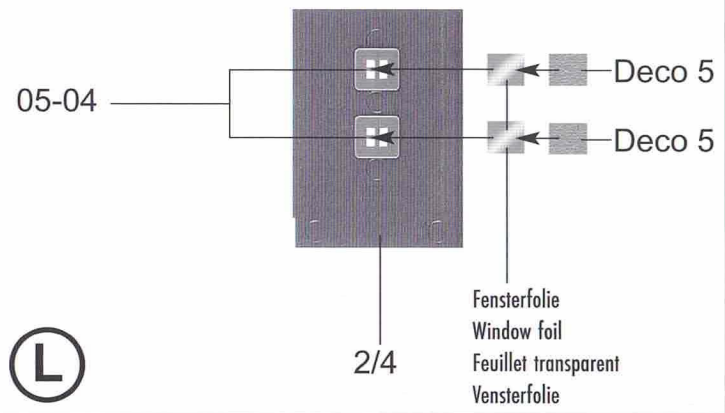 Deco 5
05-04
Deco 5
Fensterfolie
Window foil
Feuillet transparent
Vensterfolie
2/4
L